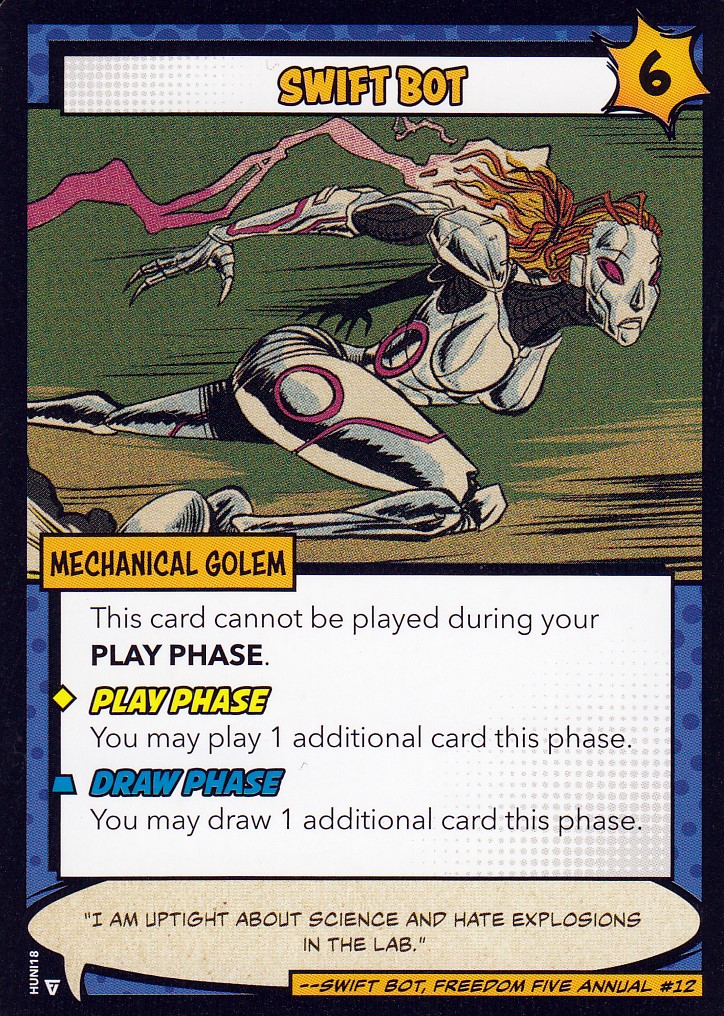 SWIFT BOT
6
MECHANICAL GOLEM
This card cannot be played during your
PLAY PHASE.
PLAY PHASE
You may play 1 additional card this phase.
DRAW PHASE
You may draw 1 additional card this phase.
"I AM UPTIGHT ABOUT SCIENCE AND HATE EXPLOSIONS
IN THE LAB."
--SWIFT BOT, FREEDOM FIVE ANNUAL #12
HUNI18